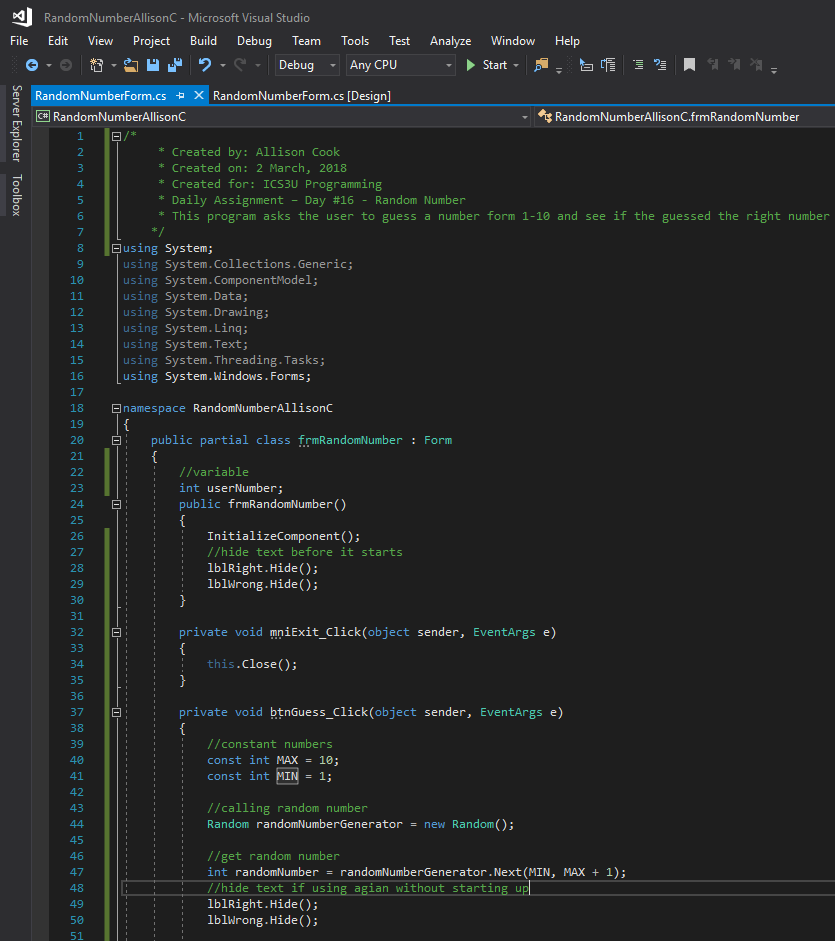 RandomNumberAllisonC - Microsoft Visual Studio
File Edit View Project Build Debug Team Tools Test Analyze Window Help
Debug Any CPU Start
RandomNumberForm.cs RandomNumberForm.cs [Design]
Server Explorer
Toolbox
C# RandomNumberAllisonC RandomNumberAllisonC.frmRandomNumber
1 /*
2 * Created by: Allison Cook
3 * Created on: 2 March, 2018
4 * Created for: ICS3U Programming
5 * Daily Assignment – Day #16 - Random Number
6 * This program asks the user to guess a number form 1-10 and see if the guessed the right number
7 */
8 using System;
9 using System.Collections.Generic;
10 using System.ComponentModel;
11 using System.Data;
12 using System.Drawing;
13 using System.Linq;
14 using System.Text;
15 using System.Threading.Tasks;
16 using System.Windows.Forms;
17
18 namespace RandomNumberAllisonC
19 {
20 public partial class frmRandomNumber : Form
21 {
22 //variable
23 int userNumber;
24 public frmRandomNumber()
25 {
26 InitializeComponent();
27 //hide text before it starts
28 lblRight.Hide();
29 lblWrong.Hide();
30 }
31
32 private void mniExit_Click(object sender, EventArgs e)
33 {
34 this.Close();
35 }
36
37 private void btnGuess_Click(object sender, EventArgs e)
38 {
39 //constant numbers
40 const int MAX = 10;
41 const int MIN = 1;
42
43 //calling random number
44 Random randomNumberGenerator = new Random();
45
46 //get random number
47 int randomNumber = randomNumberGenerator.Next(MIN, MAX + 1);
48 //hide text if using agian without starting up
49 lblRight.Hide();
50 lblWrong.Hide();
51